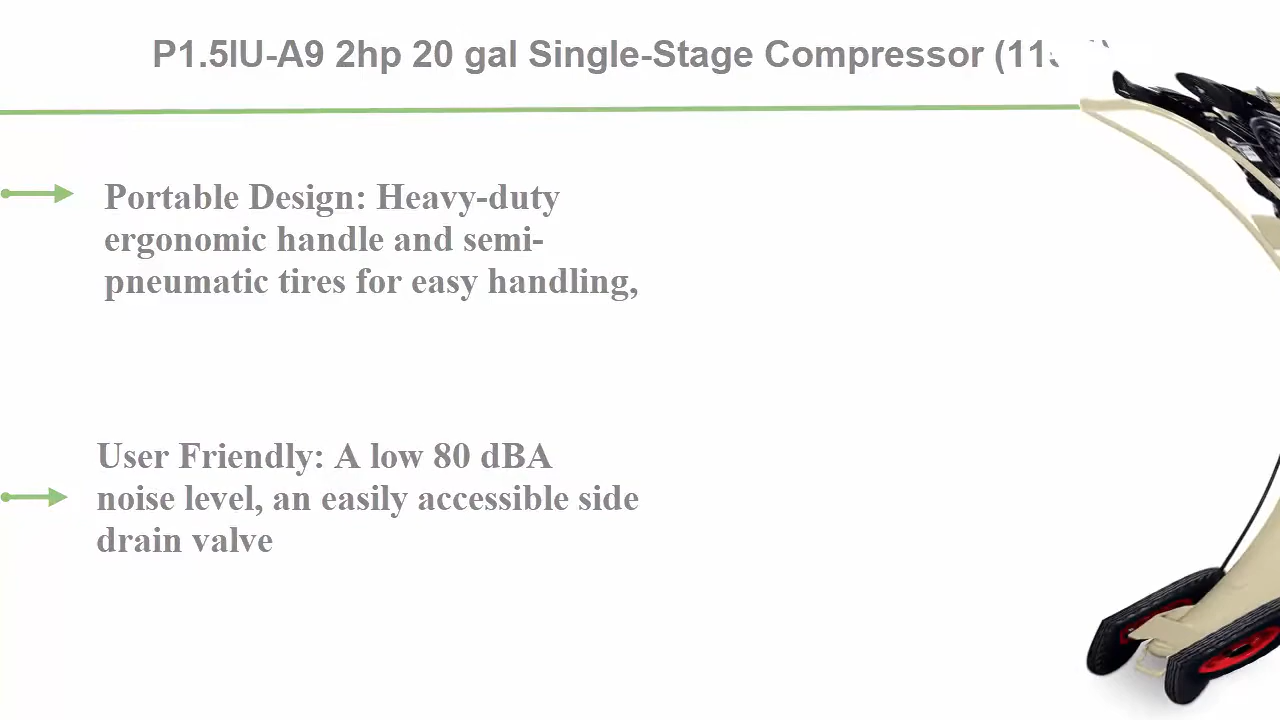 P1.5IU-A9 2hp 20 gal Single-Stage Compressor
Portable Design: Heavy-duty
ergonomic handle and semi-
pneumatic tires for easy handling,
User Friendly: A low 80 dBA
noise level, an easily accessible side
drain valve